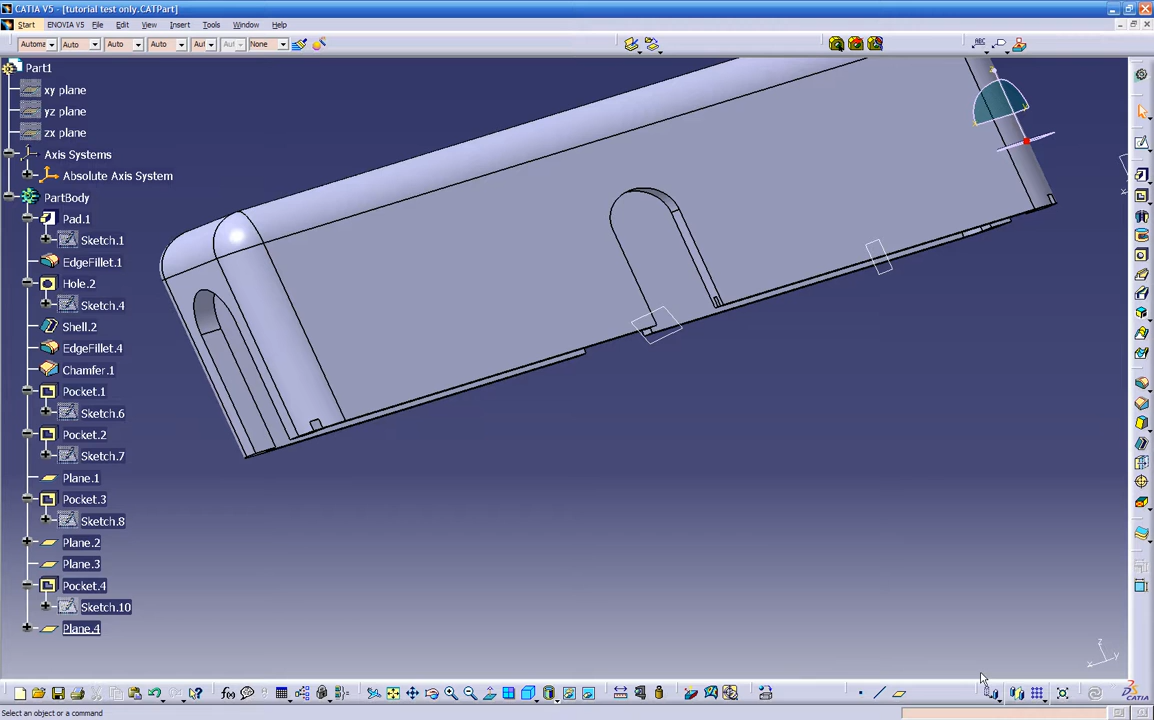 CATIA V5 - [tutorial test only.CATPart]
Start ENOVIA V5 File Edit View Insert Tools Window Help
Automa Auto Auto Auto Aut Aut None
ABC
Part1
xy plane
yz plane
zx plane
Axis Systems
Absolute Axis System
PartBody
Pad.1
Sketch.1
EdgeFillet.1
Hole.2
Sketch.4
Shell.2
EdgeFillet.4
Chamfer.1
Pocket.1
Sketch.6
Pocket.2
Sketch.7
Plane.1
Pocket.3
Sketch.8
Plane.2
Plane.3
Pocket.4
Sketch.10
Plane.4
z
x y
f(x)
CATIA
Select an object or a command